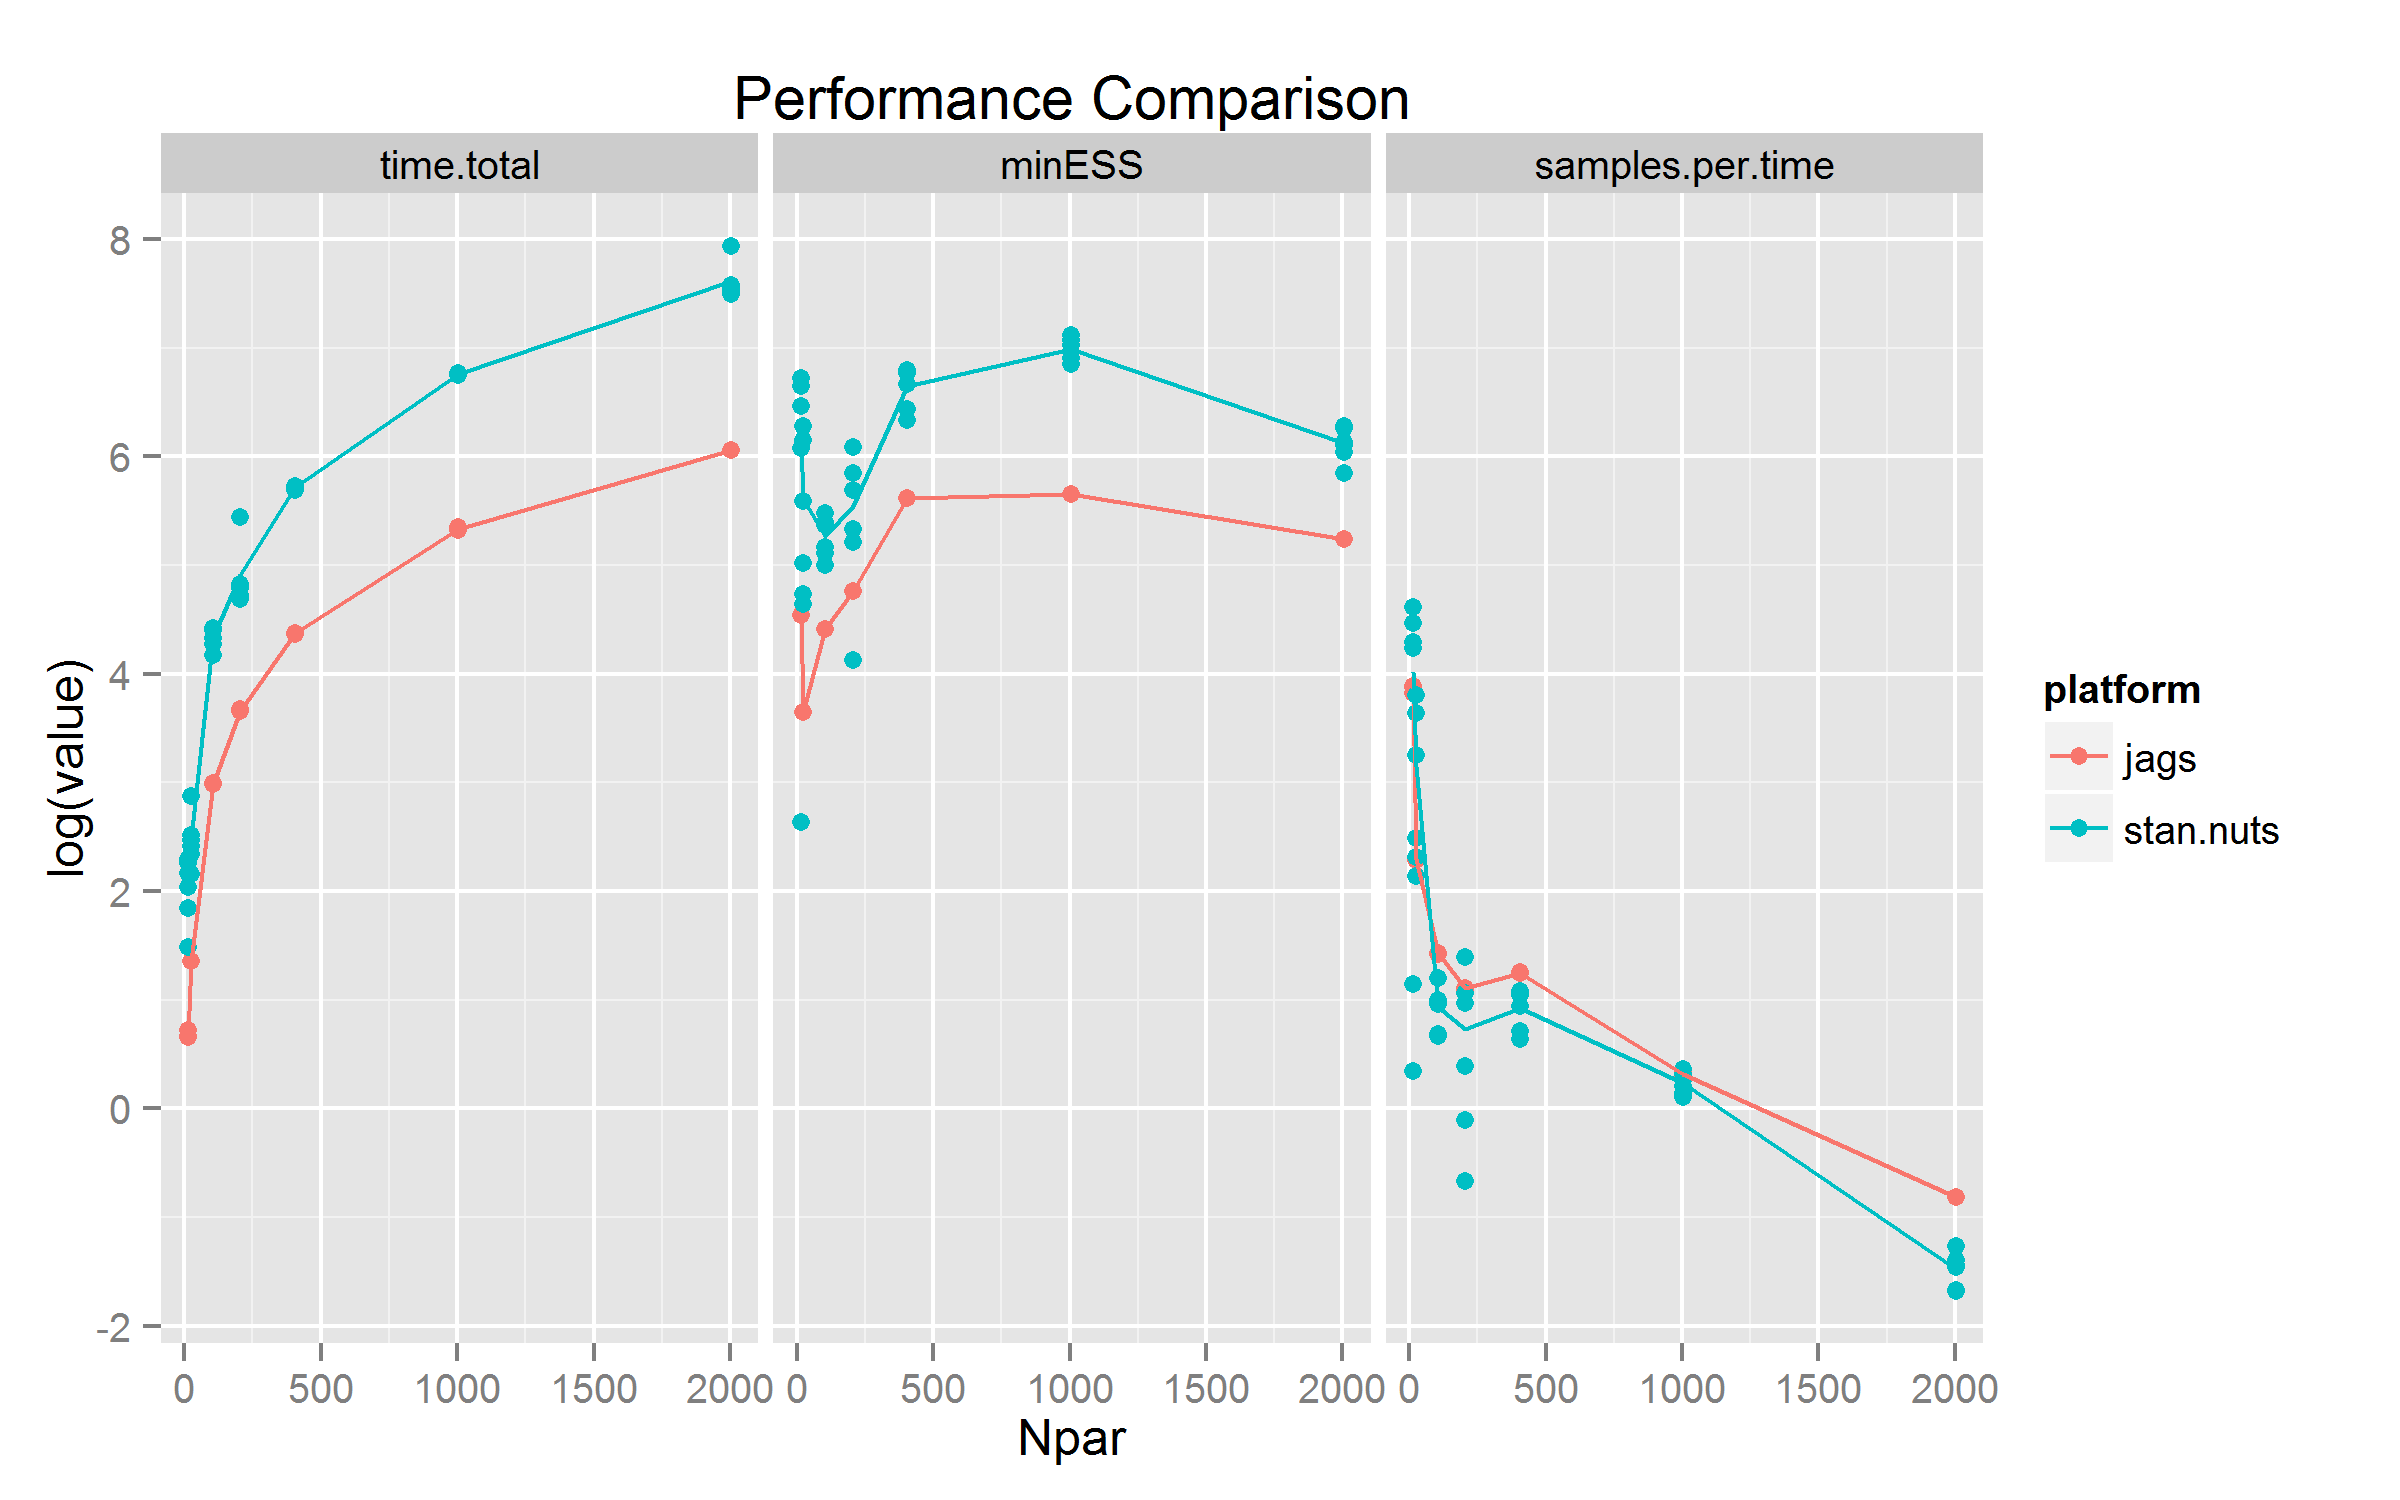 Performance Comparison
time.total minESS samples.per.time
8
6
4
2
0
-2
log(value)
0 500 1000 1500 2000 0 500 1000 1500 2000 0 500 1000 1500 2000
Npar
platform
jags
stan.nuts